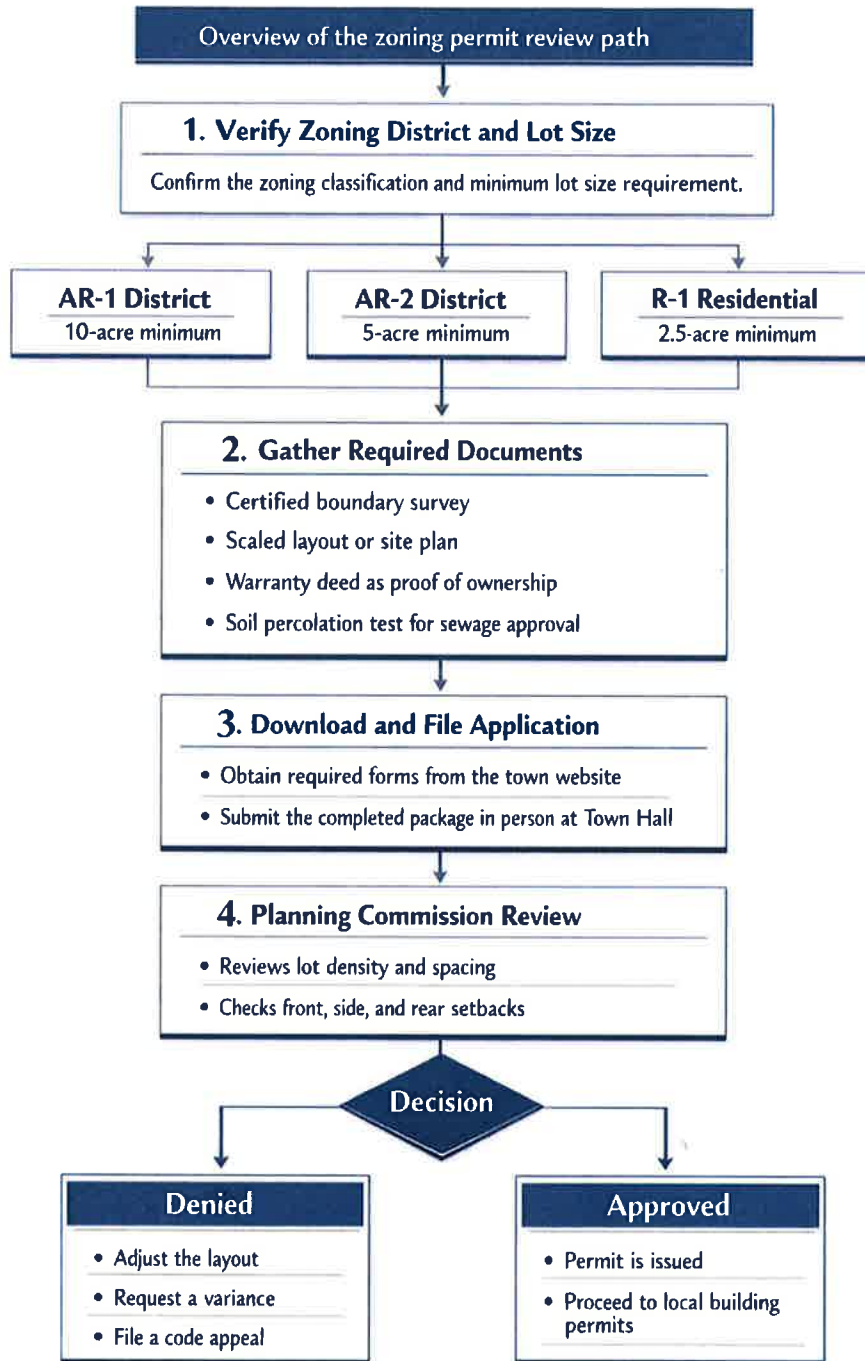 Overview of the zoning permit review path
1. Verify Zoning District and Lot Size
Confirm the zoning classification and minimum lot size requirement.
AR-1 District
10-acre minimum
AR-2 District
5-acre minimum
R-1 Residential
2.5-acre minimum
2. Gather Required Documents
• Certified boundary survey
• Scaled layout or site plan
• Warranty deed as proof of ownership
• Soil percolation test for sewage approval
3. Download and File Application
• Obtain required forms from the town website
• Submit the completed package in person at Town Hall
4. Planning Commission Review
• Reviews lot density and spacing
• Checks front, side, and rear setbacks
Decision
Denied
• Adjust the layout
• Request a variance
• File a code appeal
Approved
• Permit is issued
• Proceed to local building
permits